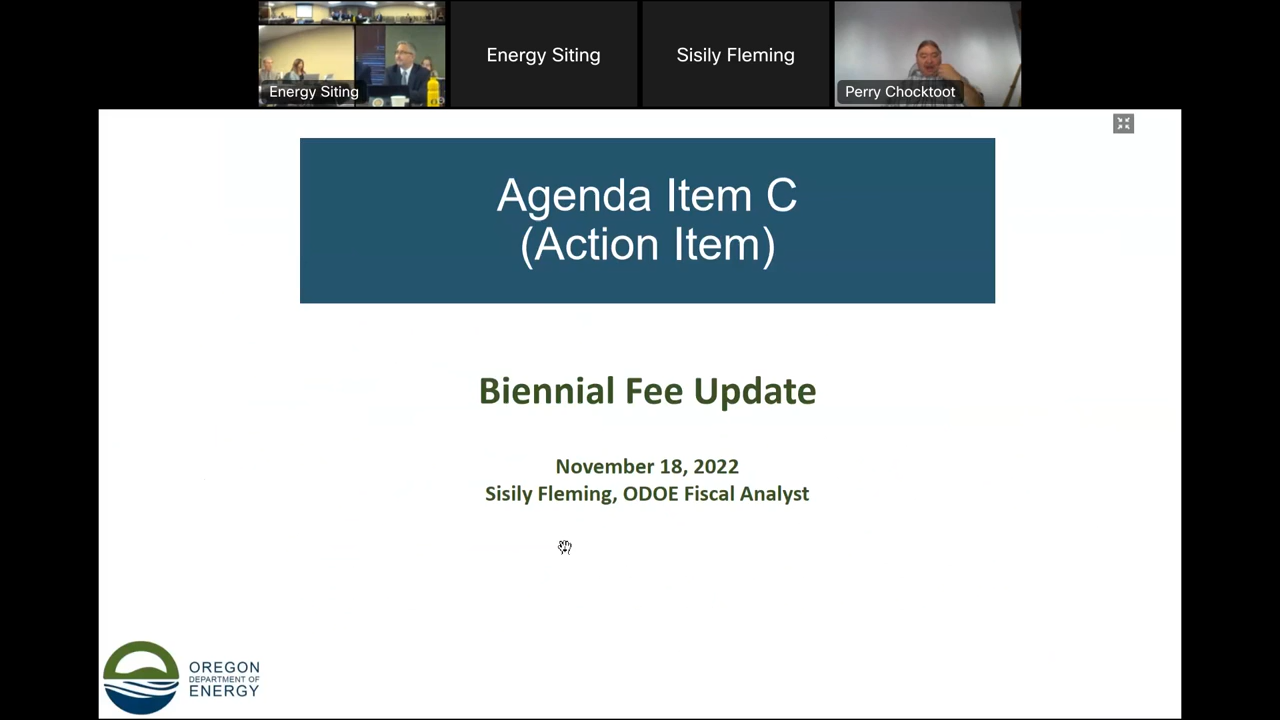 Energy Siting
Energy Siting
Sisily Fleming
Perry Chocktoot
Agenda Item C
(Action Item)
Biennial Fee Update
November 18, 2022
Sisily Fleming, ODOE Fiscal Analyst
OREGON
DEPARTMENT OF
ENERGY